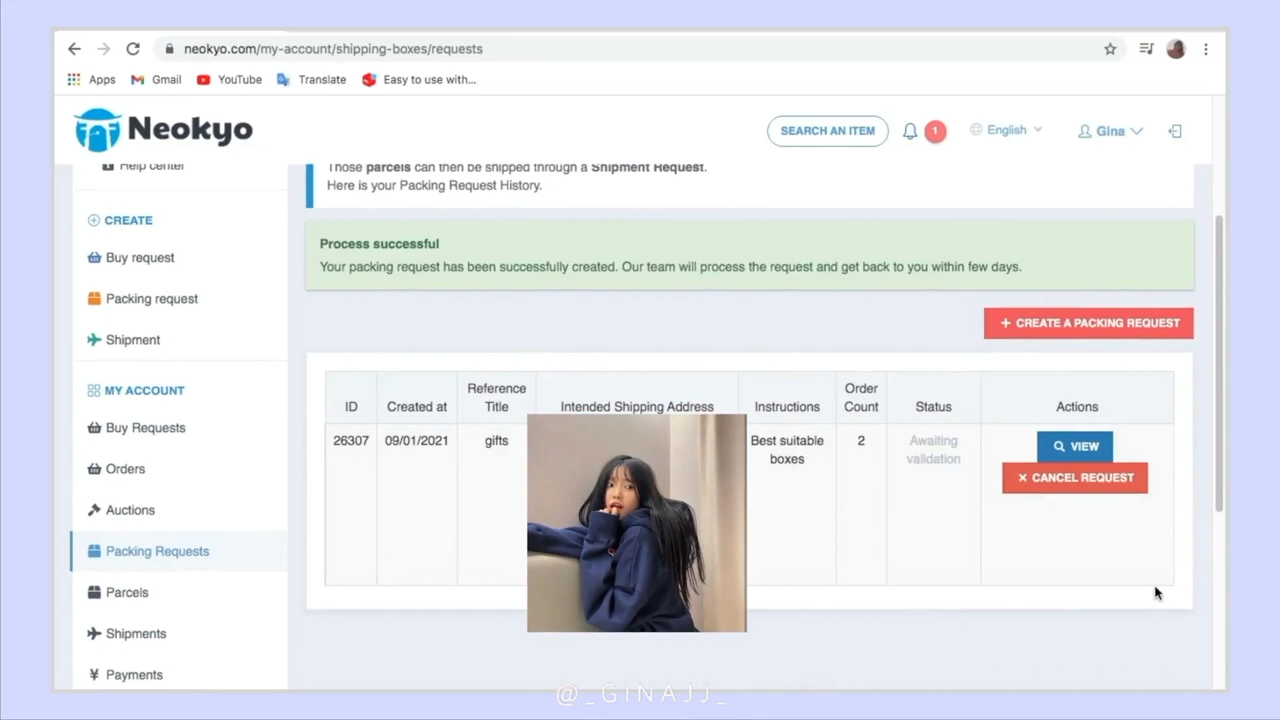 neokyo.com/my-account/shipping-boxes/requests
Apps Gmail YouTube Translate Easy to use with...
Neokyo
SEARCH AN ITEM
1
English
Gina
Help center
CREATE
Buy request
Packing request
Shipment
MY ACCOUNT
Buy Requests
Orders
Auctions
Packing Requests
Parcels
Shipments
¥ Payments
Those parcels can then be shipped through a Shipment Request.
Here is your Packing Request History.
Process successful
Your packing request has been successfully created. Our team will process the request and get back to you within few days.
+ CREATE A PACKING REQUEST
ID Created at Reference Title Intended Shipping Address Instructions Order Count Status Actions
26307 09/01/2021 gifts Best suitable boxes 2 Awaiting validation
VIEW
CANCEL REQUEST
@_GINAJJ_